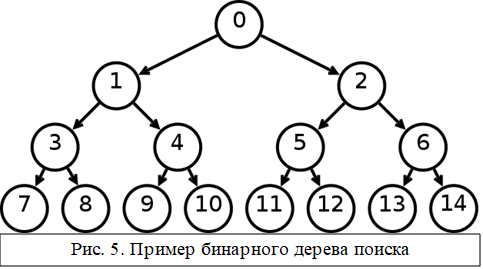 0
1 2
3 4 5 6
7 8 9 10 11 12 13 14
Рис. 5. Пример бинарного дерева поиска